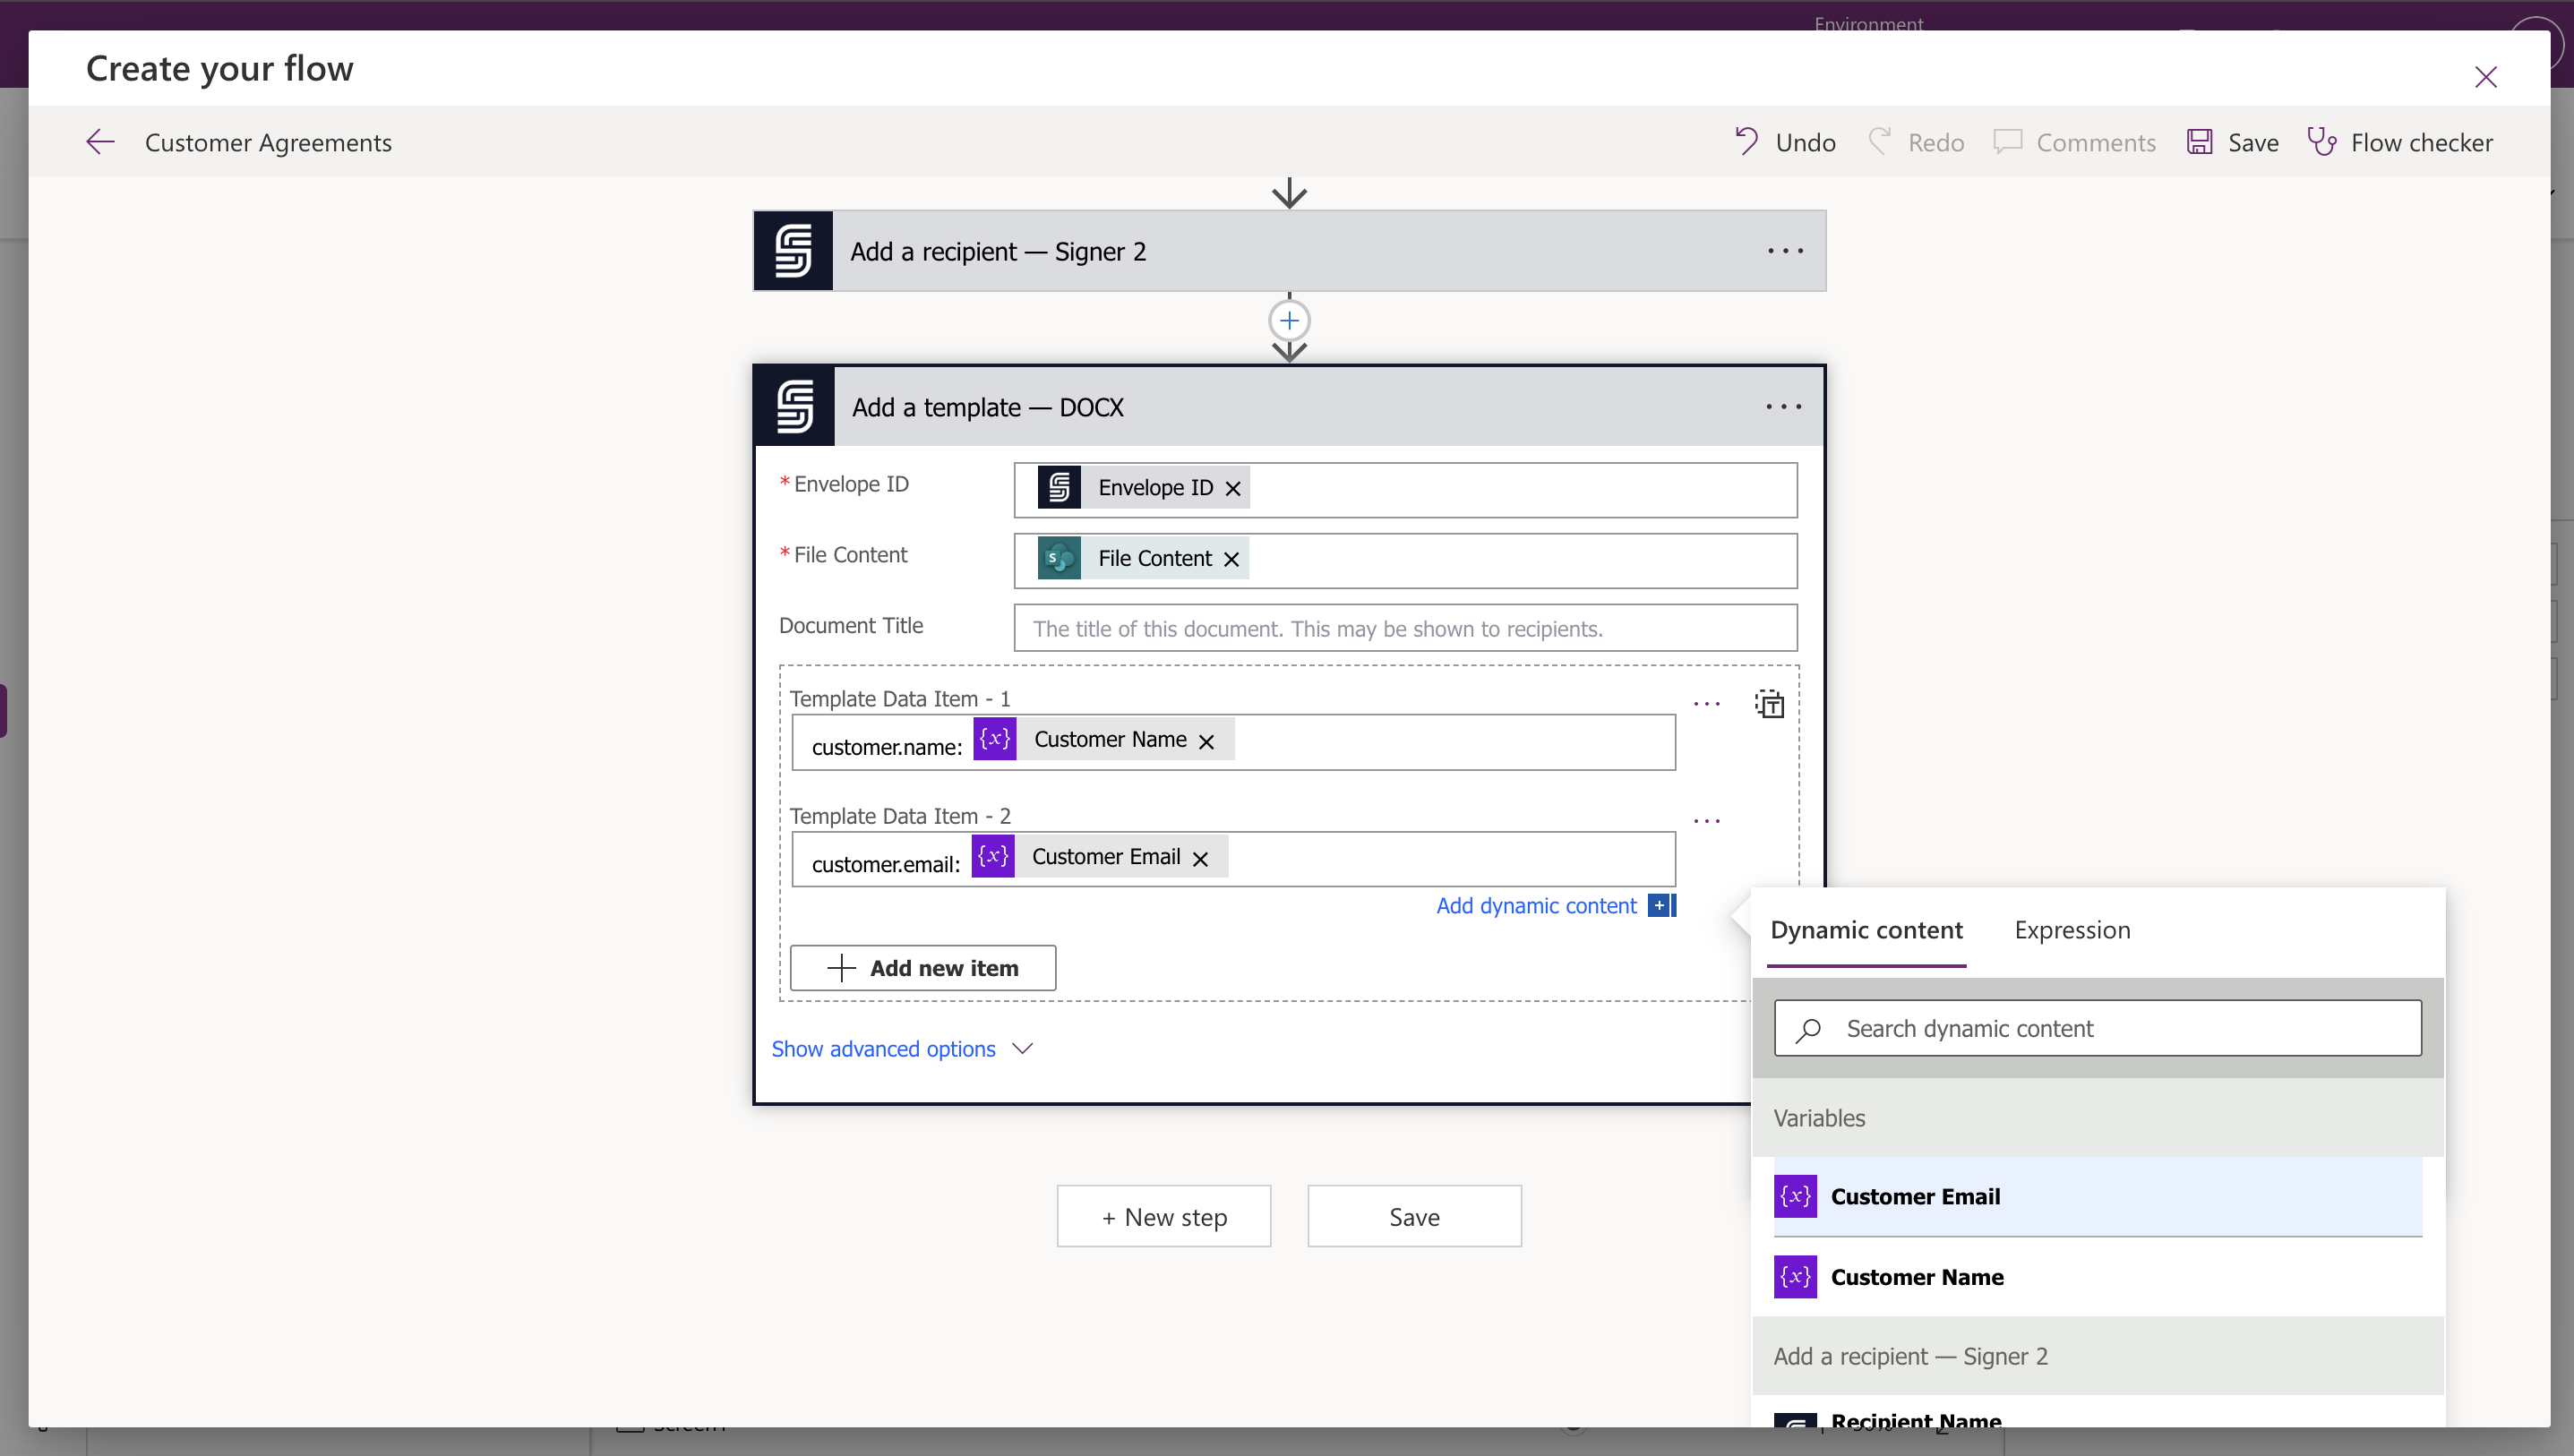 Environment
Create your flow
Customer Agreements
Undo
Redo
Comments
Save
Flow checker
Add a recipient — Signer 2
Add a template — DOCX
* Envelope ID
Envelope ID
* File Content
S
File Content
Document Title
The title of this document. This may be shown to recipients.
Template Data Item - 1
customer.name: {x} Customer Name
Template Data Item - 2
customer.email: {x} Customer Email
Add dynamic content
Add new item
Show advanced options
+ New step
Save
Dynamic content
Expression
Search dynamic content
Variables
{x} Customer Email
{x} Customer Name
Add a recipient — Signer 2
Recipient Name